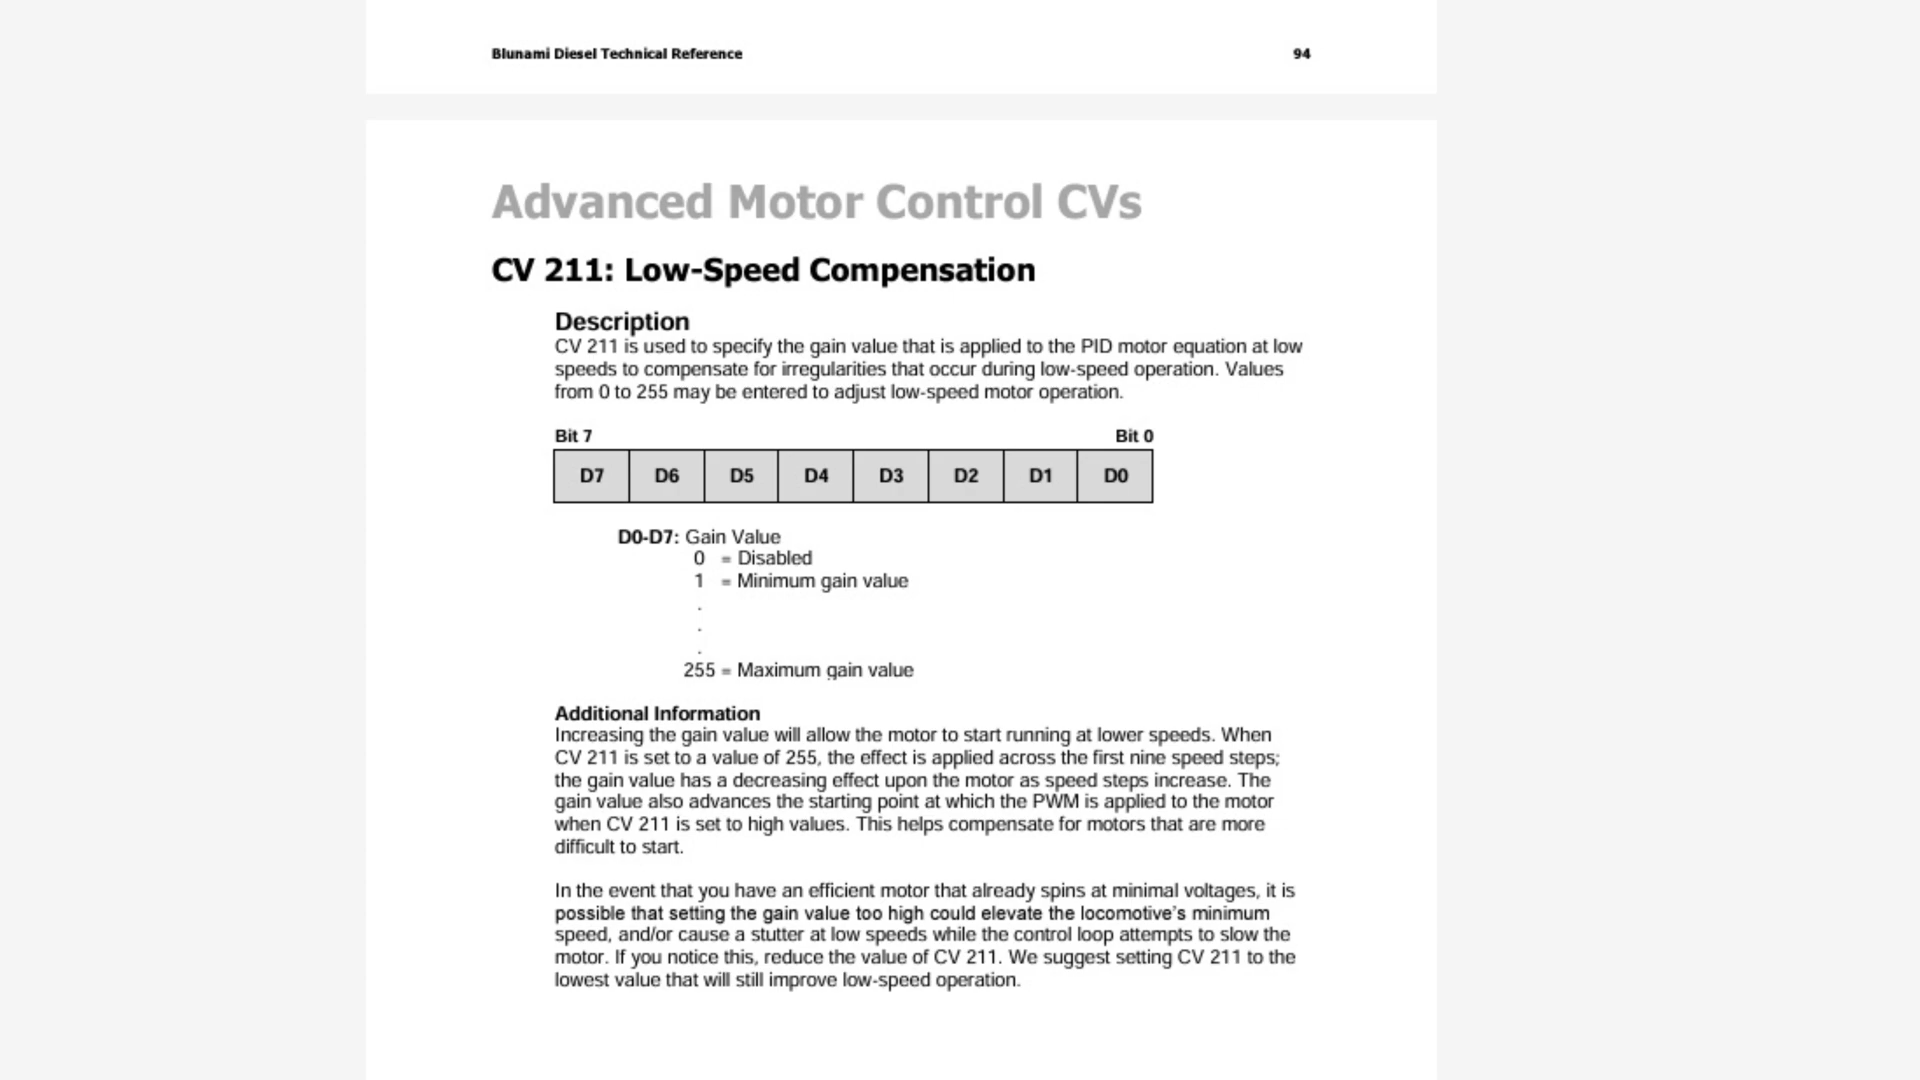 Blunami Diesel Technical Reference 94
Advanced Motor Control CVs
CV 211: Low-Speed Compensation
Description
CV 211 is used to specify the gain value that is applied to the PID motor equation at low
speeds to compensate for irregularities that occur during low-speed operation. Values
from 0 to 255 may be entered to adjust low-speed motor operation.
Bit 7 Bit 0
D7 D6 D5 D4 D3 D2 D1 D0
D0-D7: Gain Value
0 = Disabled
1 = Minimum gain value
.
.
.
255 = Maximum gain value
Additional Information
Increasing the gain value will allow the motor to start running at lower speeds. When
CV 211 is set to a value of 255, the effect is applied across the first nine speed steps;
the gain value has a decreasing effect upon the motor as speed steps increase. The
gain value also advances the starting point at which the PWM is applied to the motor
when CV 211 is set to high values. This helps compensate for motors that are more
difficult to start.
In the event that you have an efficient motor that already spins at minimal voltages, it is
possible that setting the gain value too high could elevate the locomotive's minimum
speed, and/or cause a stutter at low speeds while the control loop attempts to slow the
motor. If you notice this, reduce the value of CV 211. We suggest setting CV 211 to the
lowest value that will still improve low-speed operation.